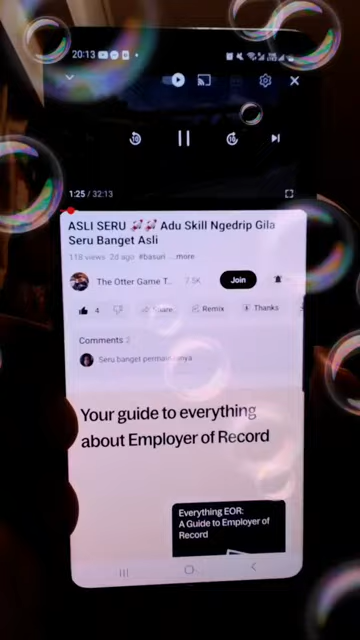 20:13
10
10
1:25 / 32:13
ASLI SERU Adu Skill Ngedrip Gila
Seru Banget Asli
118 views 2d ago #basuri ...more
The Otter Game T... 7.5K Join
4 Share Remix Thanks
Comments 2
Seru banget permainannya
Your guide to everything
about Employer of Record
Everything EOR:
A Guide to Employer of
Record